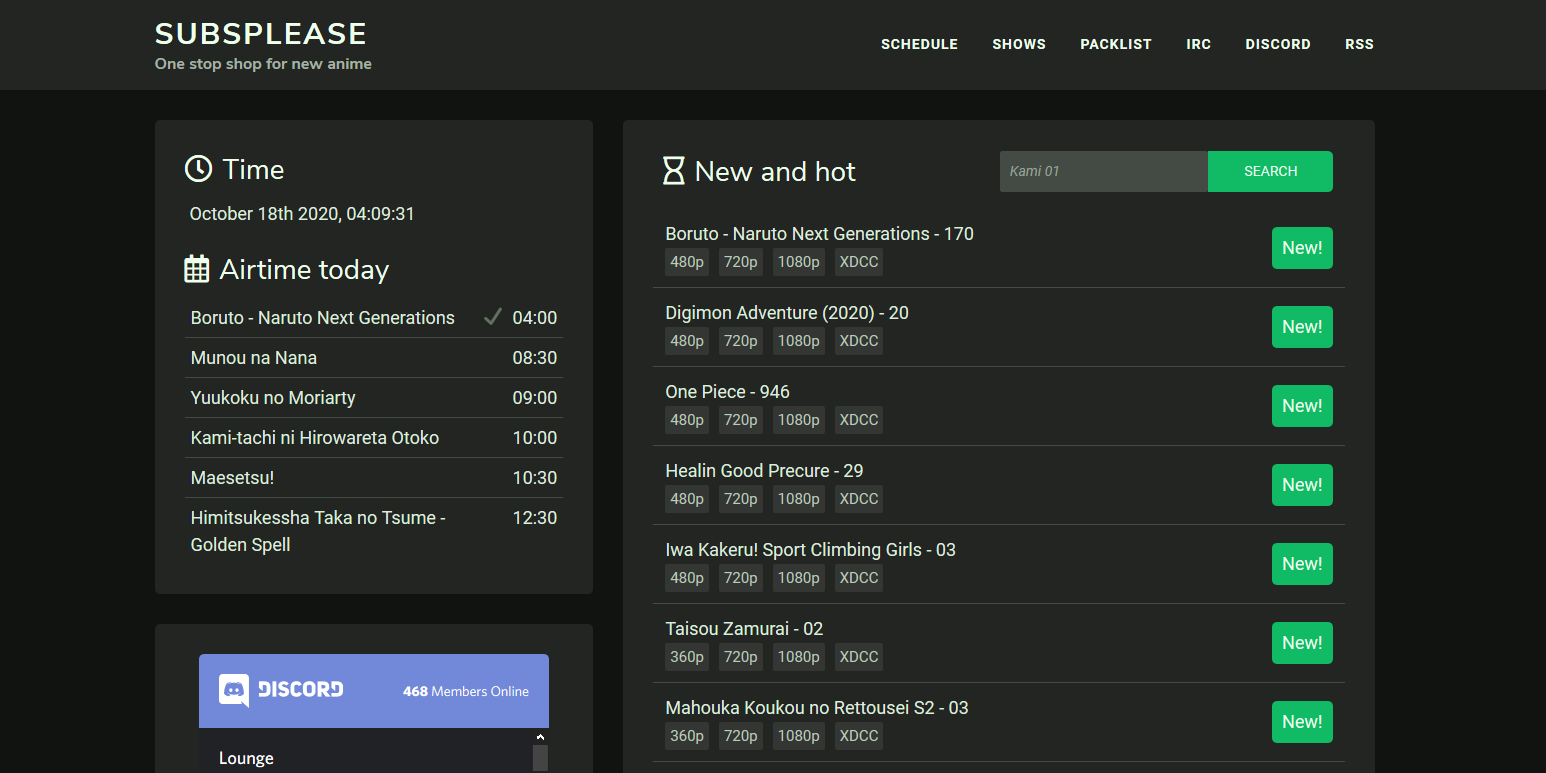 SUBSPLEASE
One stop shop for new anime
SCHEDULE SHOWS PACKLIST IRC DISCORD RSS
Time
October 18th 2020, 04:09:31
Airtime today
Boruto - Naruto Next Generations 04:00
Munou na Nana 08:30
Yuukoku no Moriarty 09:00
Kami-tachi ni Hirowareta Otoko 10:00
Maesetsu! 10:30
Himitsukessha Taka no Tsume - 12:30
Golden Spell
DISCORD 468 Members Online
Lounge
New and hot
Kami 01 SEARCH
Boruto - Naruto Next Generations - 170
480p 720p 1080p XDCC
New!
Digimon Adventure (2020) - 20
480p 720p 1080p XDCC
New!
One Piece - 946
480p 720p 1080p XDCC
New!
Healin Good Precure - 29
480p 720p 1080p XDCC
New!
Iwa Kakeru! Sport Climbing Girls - 03
480p 720p 1080p XDCC
New!
Taisou Zamurai - 02
360p 720p 1080p XDCC
New!
Mahouka Koukou no Rettousei S2 - 03
360p 720p 1080p XDCC
New!